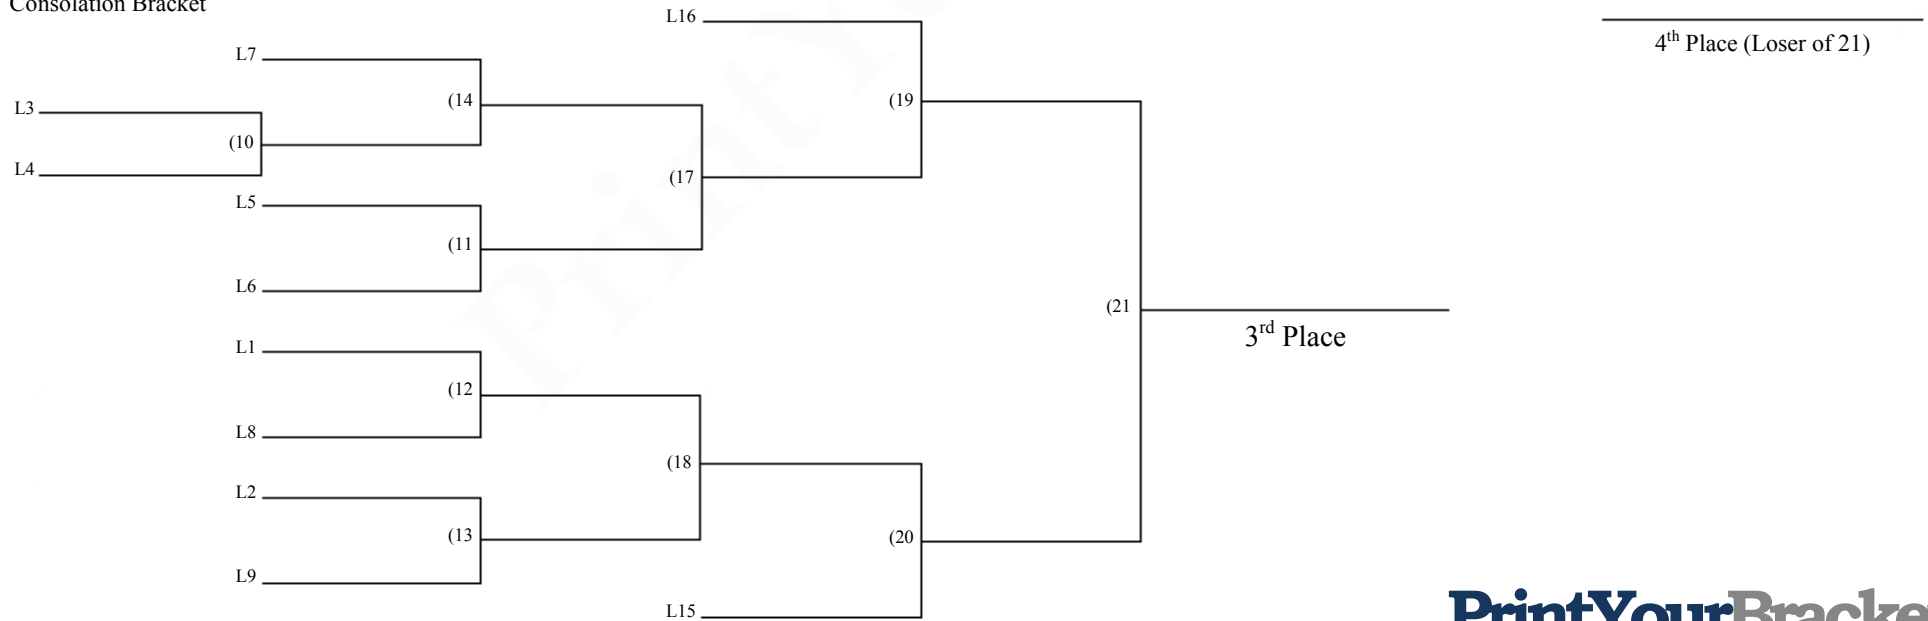 Consolation Bracket
L16
4th Place (Loser of 21)
L7
(14
(19
L3
(10
L4
(17
L5
(11
L6
(21
3rd Place
L1
(12
L8
(18
L2
(13
(20
L9
L15